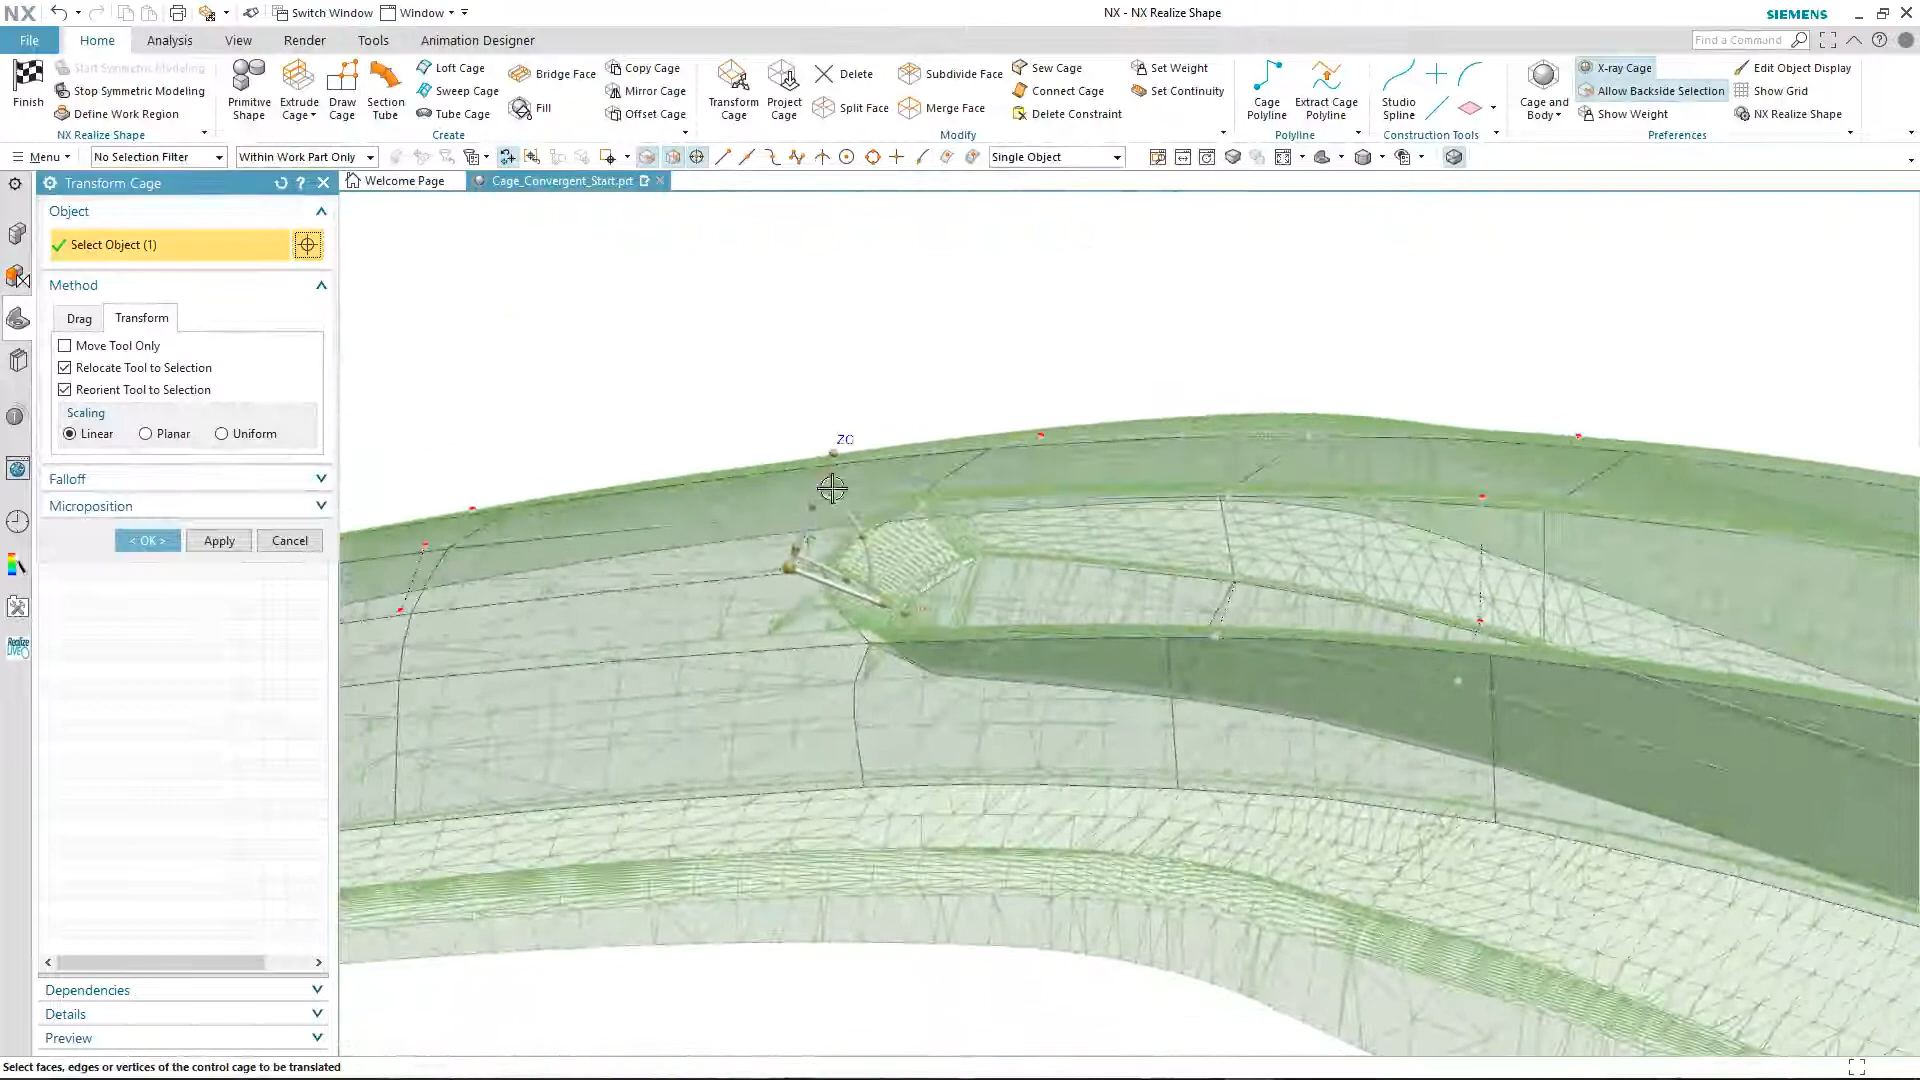 NX Switch Window Window NX - NX Realize Shape SIEMENS
File Home Analysis View Render Tools Animation Designer Find a Command
Start Symmetric Modeling
Stop Symmetric Modeling
Define Work Region
Finish
NX Realize Shape
Primitive Shape
Extrude Cage
Draw Cage
Section Tube
Loft Cage
Sweep Cage
Tube Cage
Bridge Face
Fill
Copy Cage
Mirror Cage
Offset Cage
Create
Transform Cage
Project Cage
Delete
Split Face
Subdivide Face
Merge Face
Sew Cage
Connect Cage
Delete Constraint
Set Weight
Set Continuity
Modify
Cage Polyline
Extract Cage Polyline
Polyline
Studio Spline
Construction Tools
Cage and Body
X-ray Cage
Allow Backside Selection
Show Weight
Edit Object Display
Show Grid
NX Realize Shape
Preferences
Menu No Selection Filter Within Work Part Only Single Object
Transform Cage
Welcome Page Cage_Convergent_Start.prt
Object
Select Object (1)
Method
Drag Transform
Move Tool Only
Relocate Tool to Selection
Reorient Tool to Selection
Scaling
Linear Planar Uniform
Falloff
Microposition
< OK > Apply Cancel
ZC
Realize
LIVE
Dependencies
Details
Preview
Select faces, edges or vertices of the control cage to be translated